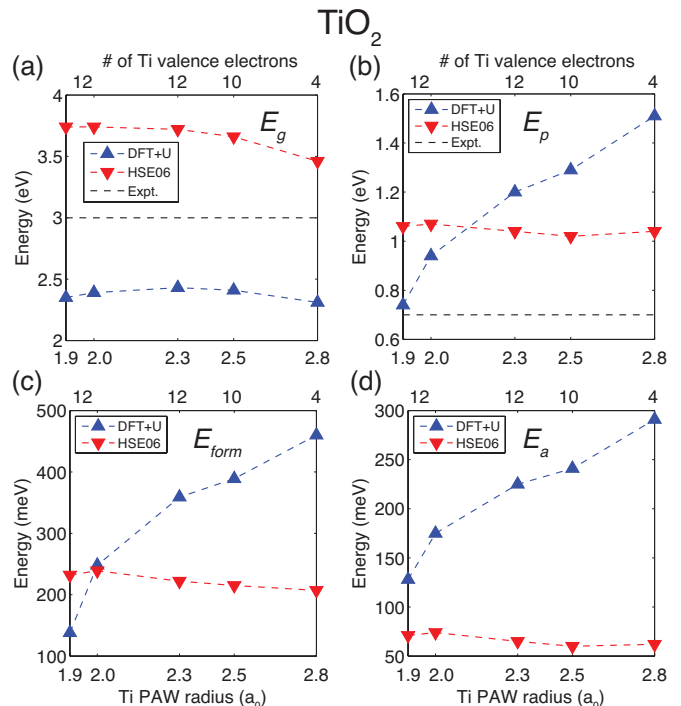 TiO2
# of Ti valence electrons
# of Ti valence electrons
(a)
12 12 10 4
(b)
12 12 10 4
4
3.5
3
2.5
2
Energy (eV)
Eg
DFT+U
HSE06
Expt.
1.9 2.0 2.3 2.5 2.8
1.6
1.4
1.2
1
0.8
0.6
Energy (eV)
DFT+U
HSE06
Expt.
Ep
1.9 2.0 2.3 2.5 2.8
(c)
12 12 10 4
500
400
300
200
100
Energy (meV)
DFT+U
HSE06
Eform
1.9 2.0 2.3 2.5 2.8
Ti PAW radius (a0)
(d)
12 12 10 4
300
250
200
150
100
50
Energy (meV)
DFT+U
HSE06
Ea
1.9 2.0 2.3 2.5 2.8
Ti PAW radius (a0)